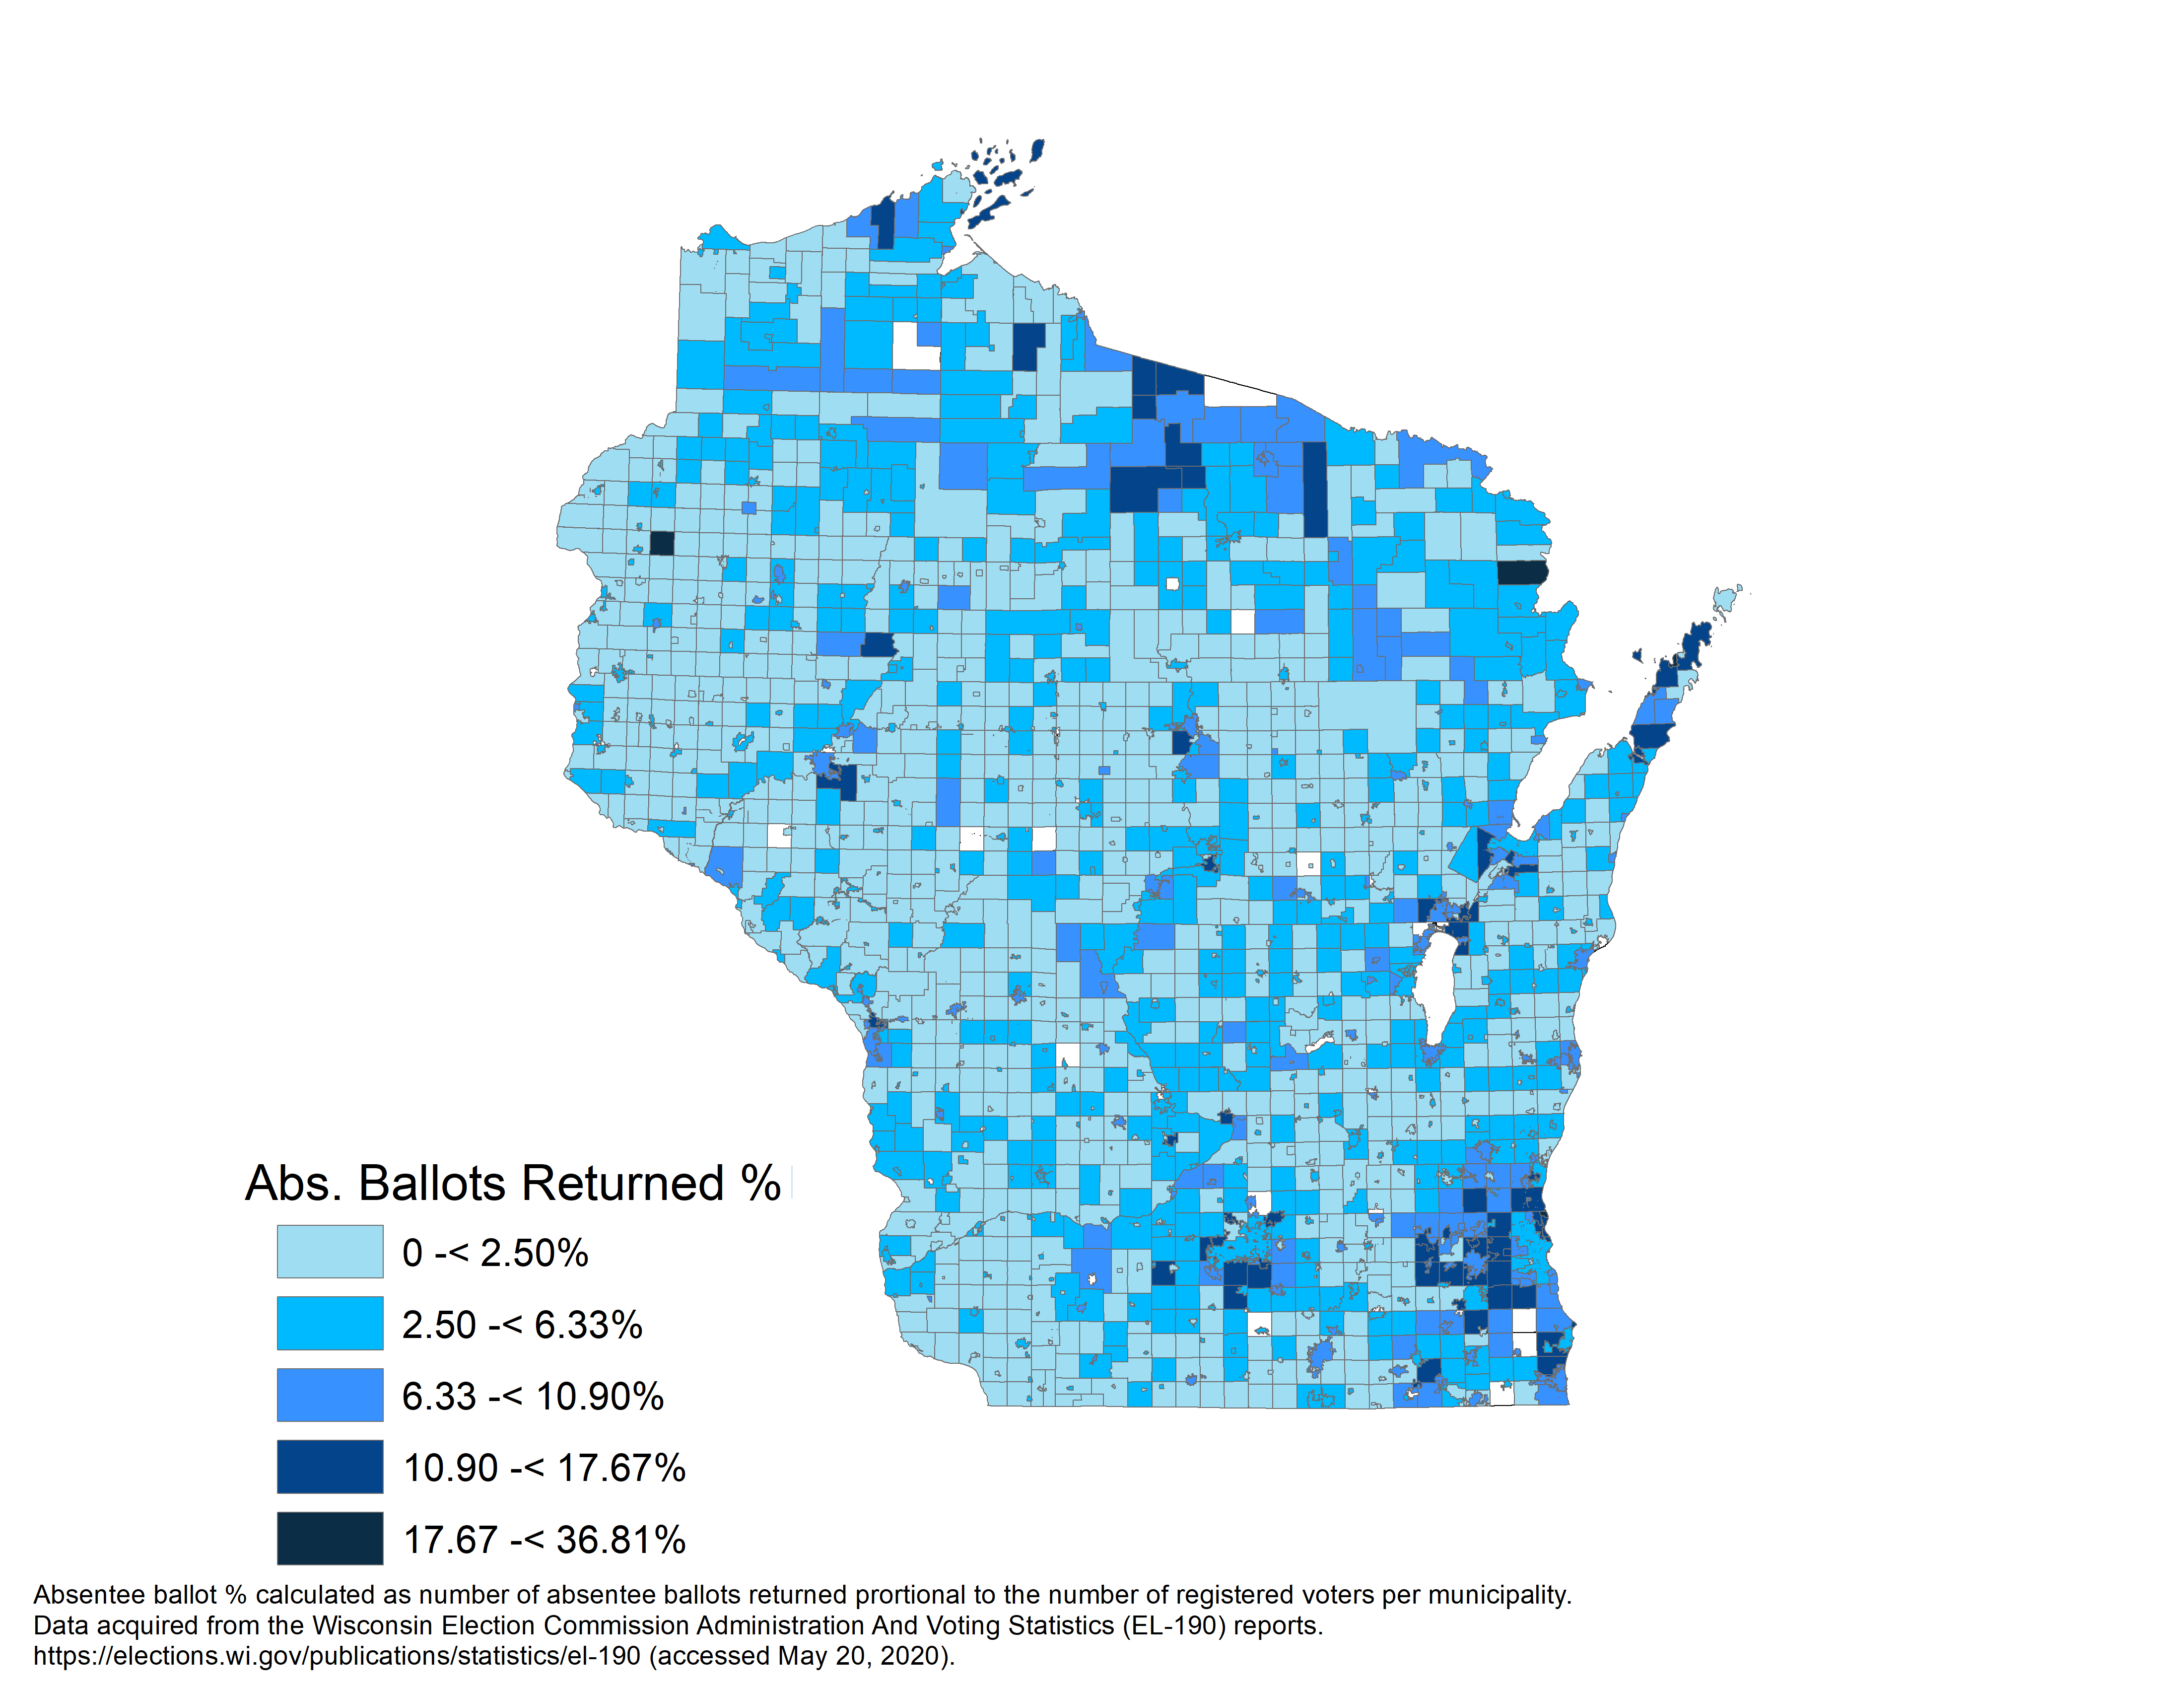 Abs. Ballots Returned %
0 -< 2.50%
2.50 -< 6.33%
6.33 -< 10.90%
10.90 -< 17.67%
17.67 -< 36.81%
Absentee ballot % calculated as number of absentee ballots returned prortional to the number of registered voters per municipality.
Data acquired from the Wisconsin Election Commission Administration And Voting Statistics (EL-190) reports.
https://elections.wi.gov/publications/statistics/el-190 (accessed May 20, 2020).